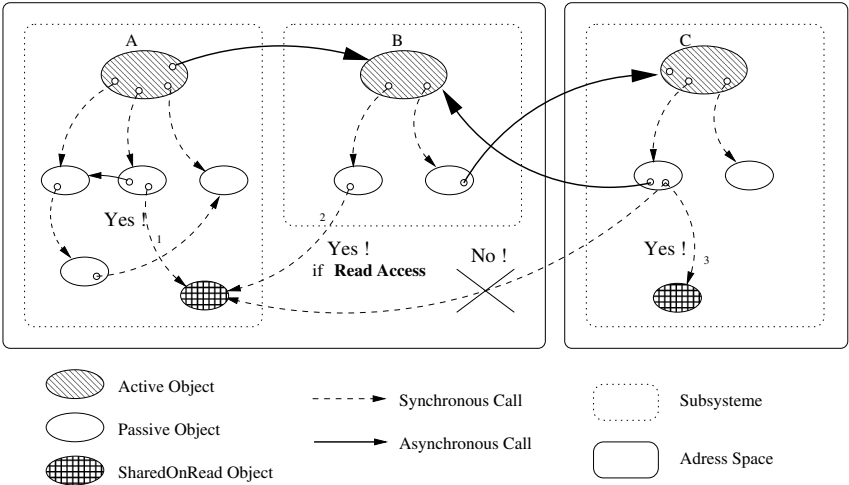 A
B
C
Yes !
1
2
Yes !
if Read Access
No !
Yes !
3
Active Object
Passive Object
SharedOnRead Object
Synchronous Call
Asynchronous Call
Subsysteme
Adress Space